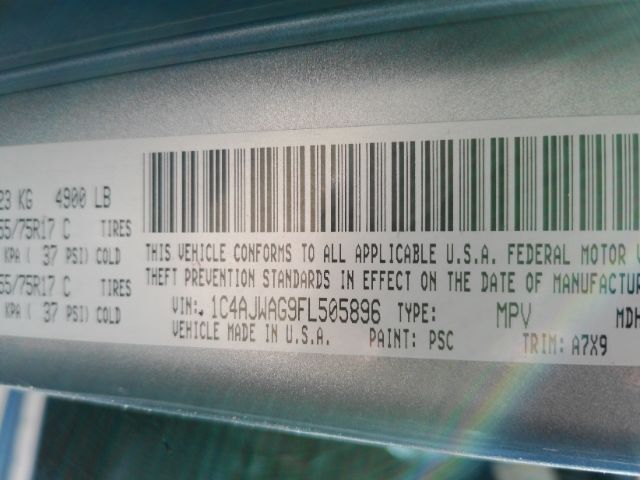 23 KG 4900 LB
55/75R17 C TIRES
KPA ( 37 PSI) COLD
55/75R17 C TIRES
KPA ( 37 PSI) COLD
THIS VEHICLE CONFORMS TO ALL APPLICABLE U.S.A. FEDERAL MOTOR V
THEFT PREVENTION STANDARDS IN EFFECT ON THE DATE OF MANUFACTUR
VIN: 1C4AJWAG9FL505896 TYPE: MPV MDH
VEHICLE MADE IN U.S.A. PAINT: PSC TRIM: A7X9